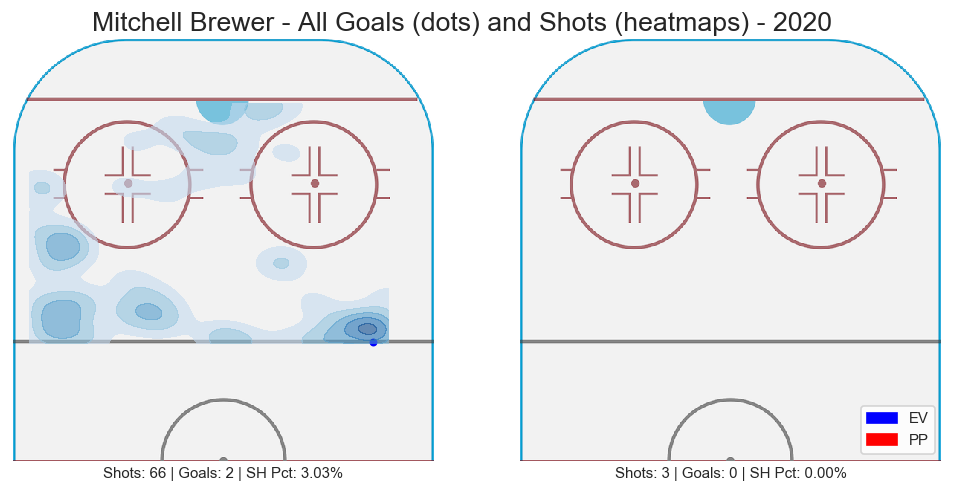 Mitchell Brewer - All Goals (dots) and Shots (heatmaps) - 2020
EV
PP
Shots: 66 | Goals: 2 | SH Pct: 3.03%
Shots: 3 | Goals: 0 | SH Pct: 0.00%